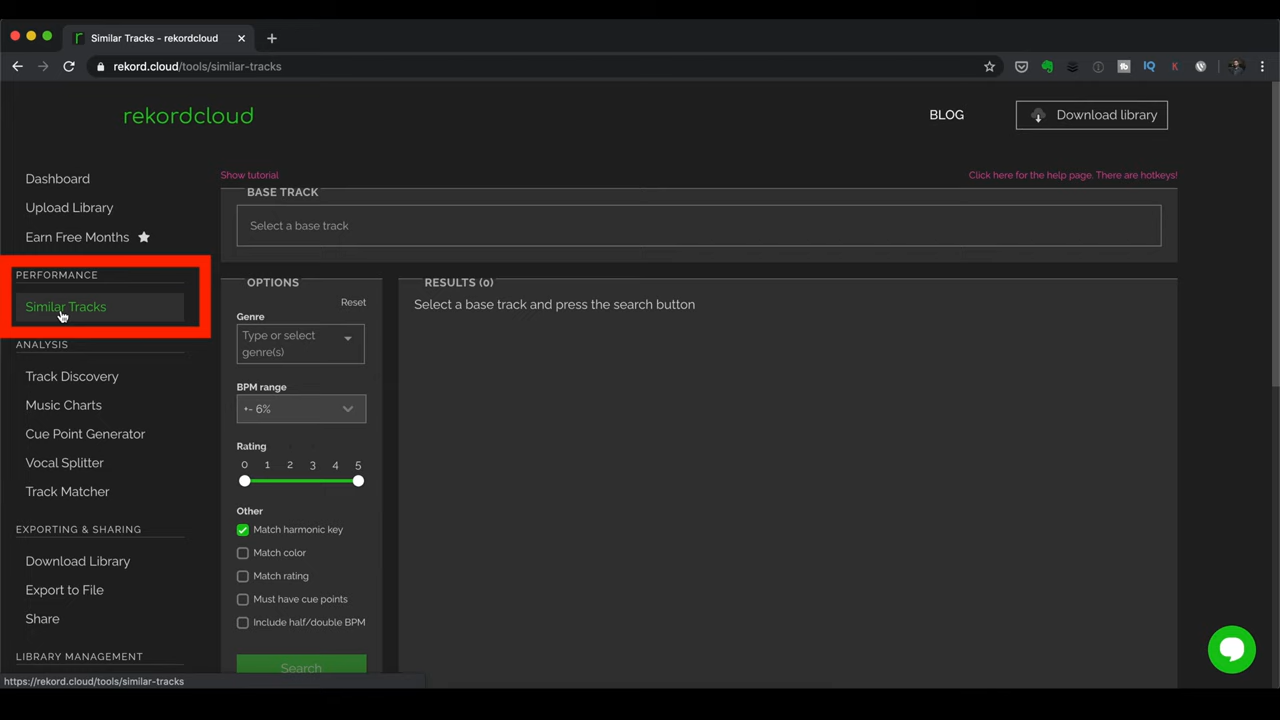 Similar Tracks - rekordcloud
rekord.cloud/tools/similar-tracks
rekordcloud
BLOG
Download library
Dashboard
Upload Library
Earn Free Months
PERFORMANCE
Similar Tracks
ANALYSIS
Track Discovery
Music Charts
Cue Point Generator
Vocal Splitter
Track Matcher
EXPORTING & SHARING
Download Library
Export to File
Share
LIBRARY MANAGEMENT
Show tutorial
Click here for the help page. There are hotkeys!
BASE TRACK
Select a base track
OPTIONS
Reset
Genre
Type or select
genre(s)
BPM range
+- 6%
Rating
0 1 2 3 4 5
Other
Match harmonic key
Match color
Match rating
Must have cue points
Include half/double BPM
Search
RESULTS (0)
Select a base track and press the search button
https://rekord.cloud/tools/similar-tracks